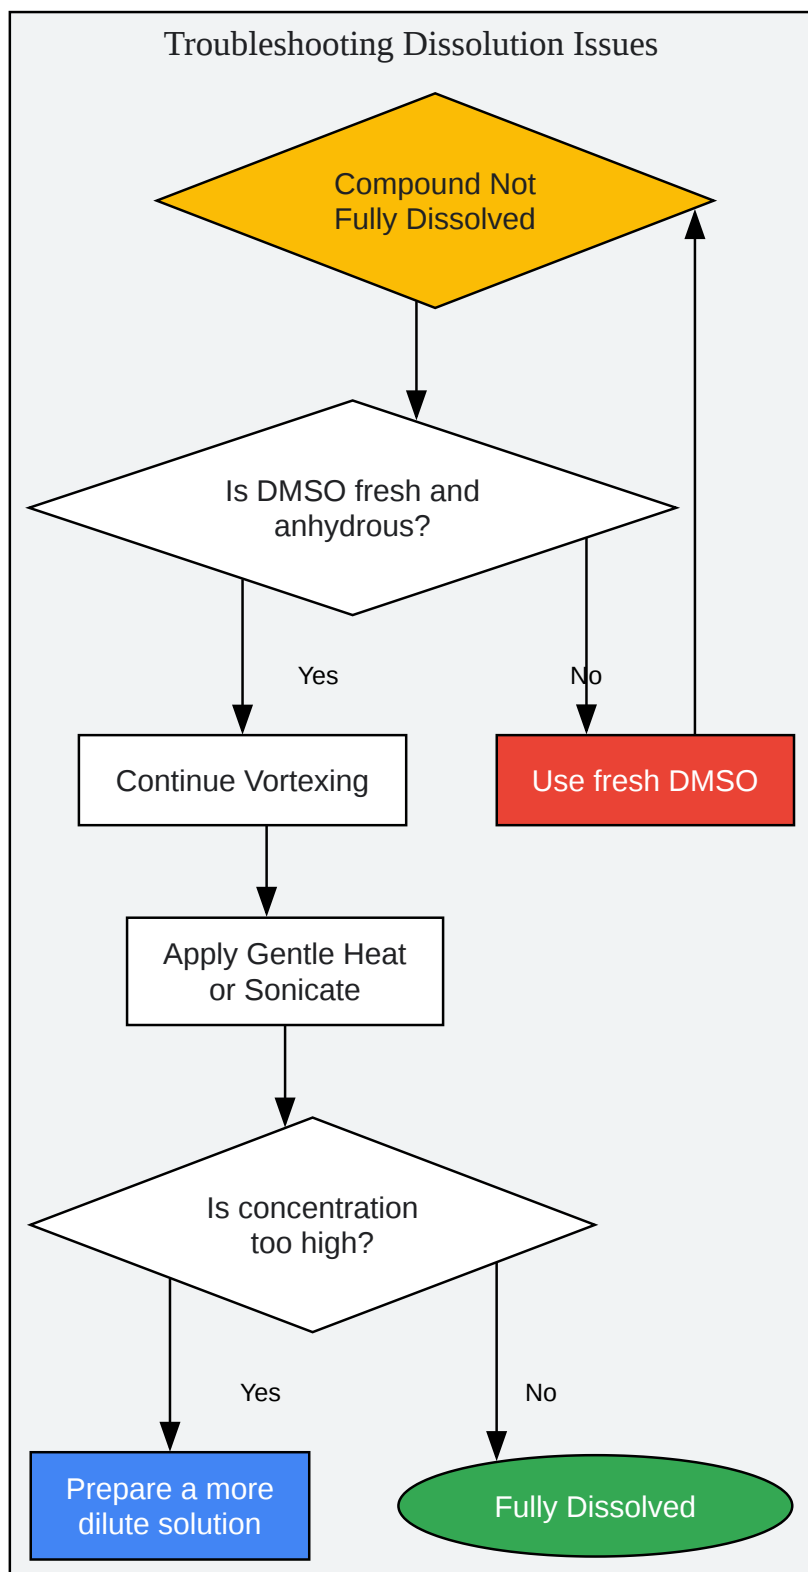 Troubleshooting Dissolution Issues
Compound Not
Fully Dissolved
Is DMSO fresh and
anhydrous?
Yes
No
Continue Vortexing
Use fresh DMSO
Apply Gentle Heat
or Sonicate
Is concentration
too high?
Yes
No
Prepare a more
dilute solution
Fully Dissolved